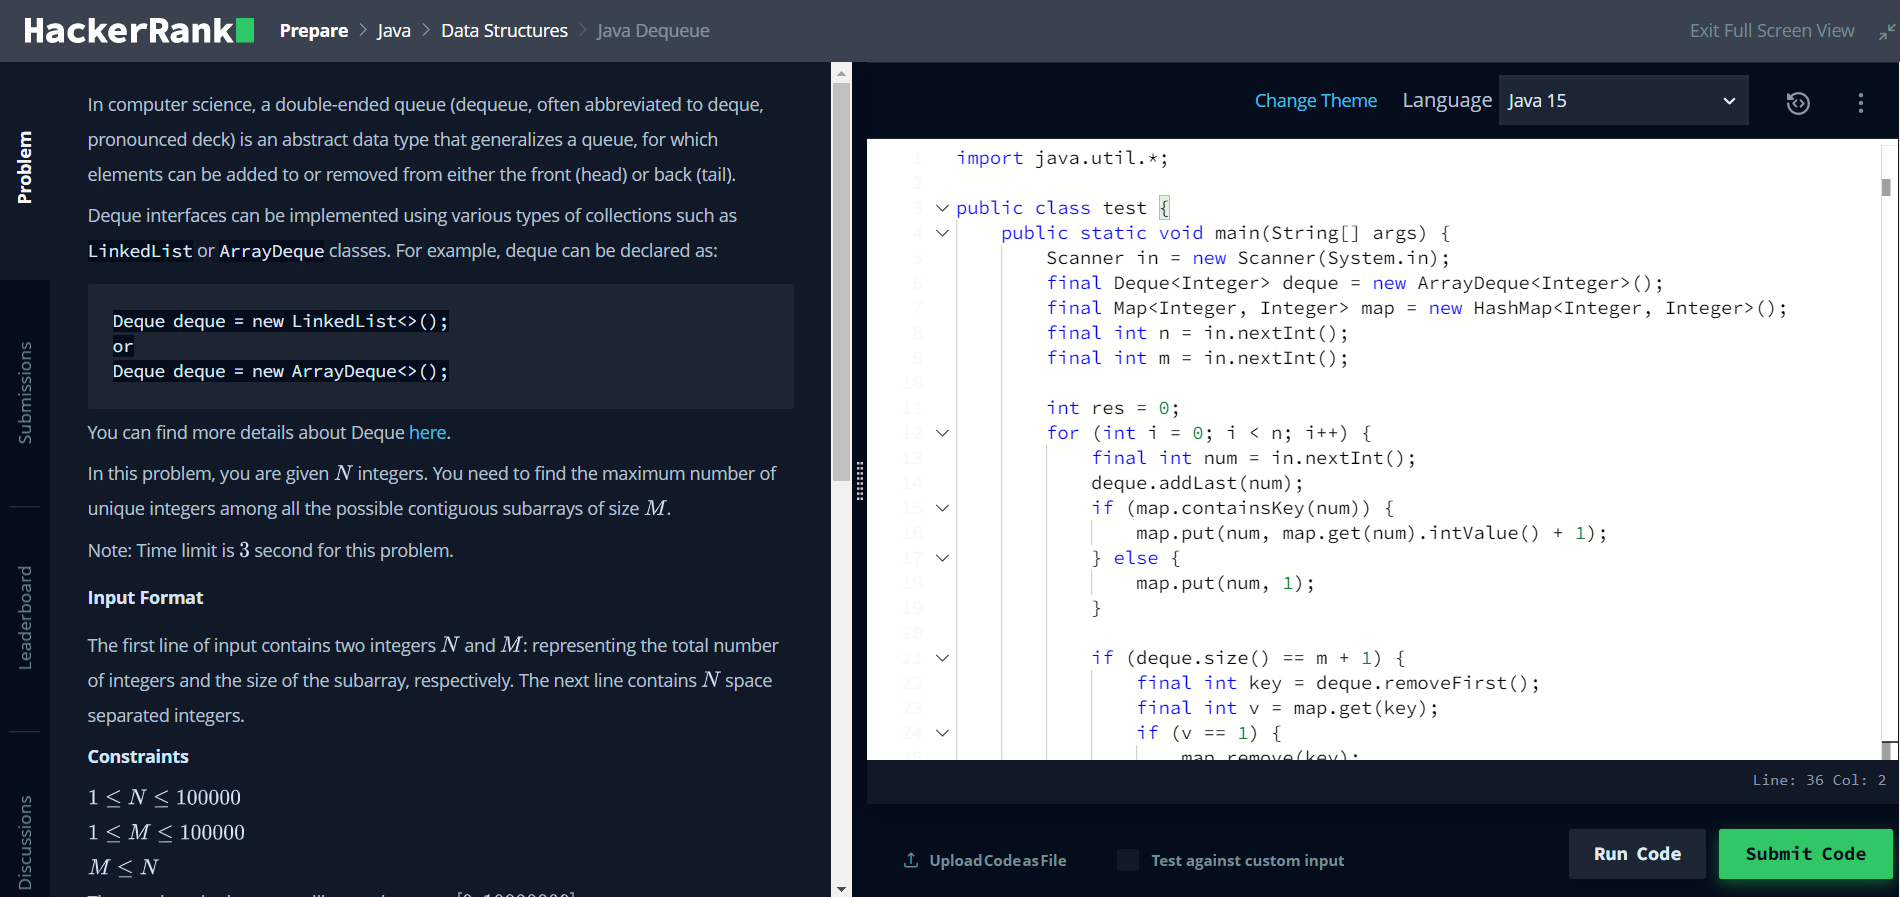 HackerRank Prepare > Java > Data Structures > Java Dequeue Exit Full Screen View
Problem
Submissions
Leaderboard
Discussions
In computer science, a double-ended queue (dequeue, often abbreviated to deque,
pronounced deck) is an abstract data type that generalizes a queue, for which
elements can be added to or removed from either the front (head) or back (tail).
Deque interfaces can be implemented using various types of collections such as
LinkedList or ArrayDeque classes. For example, deque can be declared as:
Deque deque = new LinkedList<>();
or
Deque deque = new ArrayDeque<>();
You can find more details about Deque here.
In this problem, you are given N integers. You need to find the maximum number of
unique integers among all the possible contiguous subarrays of size M.
Note: Time limit is 3 second for this problem.
Input Format
The first line of input contains two integers N and M: representing the total number
of integers and the size of the subarray, respectively. The next line contains N space
separated integers.
Constraints
1 ≤ N ≤ 100000
1 ≤ M ≤ 100000
M ≤ N
Change Theme Language Java 15
1 import java.util.*;
2
3 public class test {
4 public static void main(String[] args) {
5 Scanner in = new Scanner(System.in);
6 final Deque<Integer> deque = new ArrayDeque<Integer>();
7 final Map<Integer, Integer> map = new HashMap<Integer, Integer>();
8 final int n = in.nextInt();
9 final int m = in.nextInt();
10
11 int res = 0;
12 for (int i = 0; i < n; i++) {
13 final int num = in.nextInt();
14 deque.addLast(num);
15 if (map.containsKey(num)) {
16 map.put(num, map.get(num).intValue() + 1);
17 } else {
18 map.put(num, 1);
19 }
20
21 if (deque.size() == m + 1) {
22 final int key = deque.removeFirst();
23 final int v = map.get(key);
24 if (v == 1) {
map.remove(key);
Line: 36 Col: 2
Upload Code as File Test against custom input Run Code Submit Code